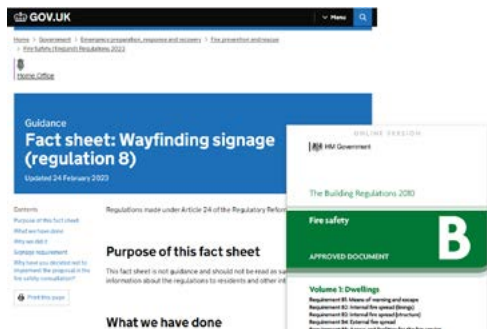 GOV.UK
Menu
Home > Government > Emergency preparation, response and recovery > Fire prevention and rescue
> Fire Safety (England) Regulations 2022
Home Office
Guidance
Fact sheet: Wayfinding signage
(regulation 8)
Updated 24 February 2023
Contents
Purpose of this fact sheet
What we have done
Why we did it
Signage requirement
Why have you decided not to
implement the proposal in the
fire safety consultation?
Print this page
Regulations made under Article 24 of the Regulatory Reform
Purpose of this fact sheet
This fact sheet is not guidance and should not be read as
information about the regulations to residents and other
What we have done
ONLINE VERSION
HM Government
The Building Regulations 2010
Fire safety
B
APPROVED DOCUMENT
Volume 1: Dwellings
Requirement B1: Means of warning and escape
Requirement B2: Internal fire spread (linings)
Requirement B3: Internal fire spread (structure)
Requirement B4: External fire spread